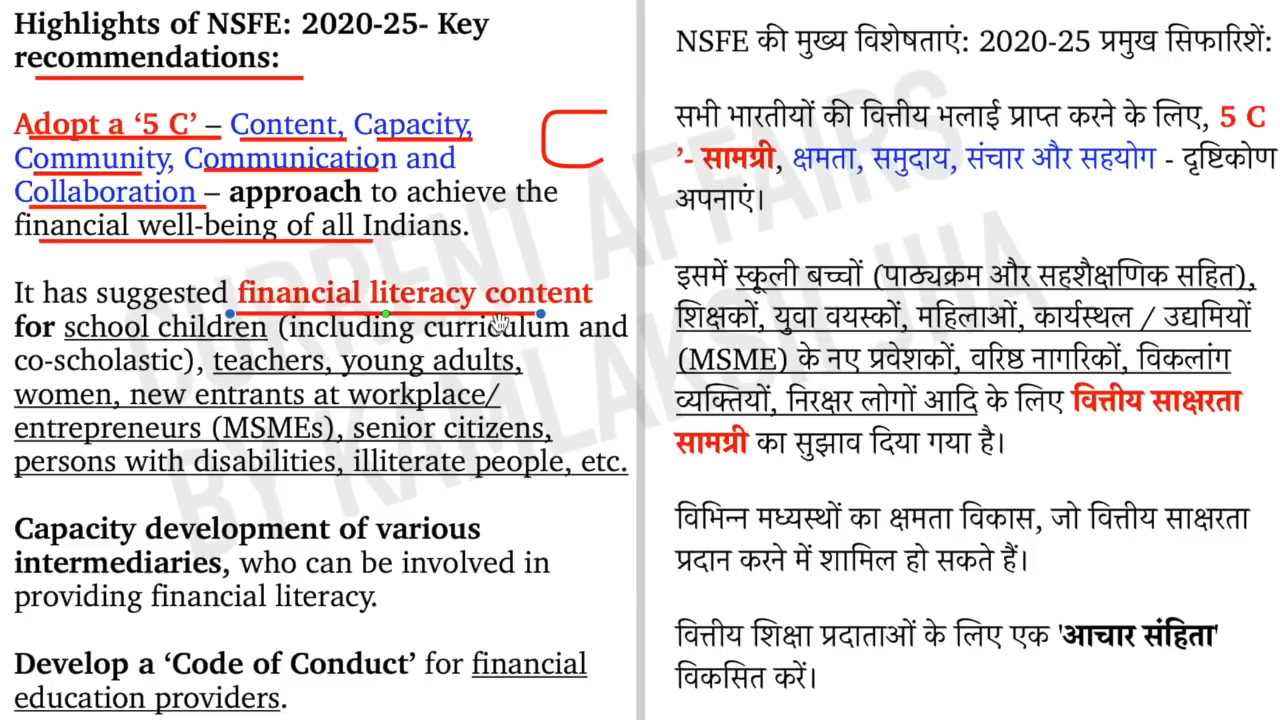 Highlights of NSFE: 2020-25- Key
recommendations:
Adopt a ‘5 C’ – Content, Capacity,
Community, Communication and
Collaboration – approach to achieve the
financial well-being of all Indians.
It has suggested financial literacy content
for school children (including curriculum and
co-scholastic), teachers, young adults,
women, new entrants at workplace/
entrepreneurs (MSMEs), senior citizens,
persons with disabilities, illiterate people, etc.
Capacity development of various
intermediaries, who can be involved in
providing financial literacy.
Develop a ‘Code of Conduct’ for financial
education providers.
NSFE की मुख्य विशेषताएं: 2020-25 प्रमुख सिफारिशें:
सभी भारतीयों की वित्तीय भलाई प्राप्त करने के लिए, 5 C
’- सामग्री, क्षमता, समुदाय, संचार और सहयोग - दृष्टिकोण
अपनाएं।
इसमें स्कूली बच्चों (पाठ्यक्रम और सहशैक्षणिक सहित),
शिक्षकों, युवा वयस्कों, महिलाओं, कार्यस्थल / उद्यमियों
(MSME) के नए प्रवेशकों, वरिष्ठ नागरिकों, विकलांग
व्यक्तियों, निरक्षर लोगों आदि के लिए वित्तीय साक्षरता
सामग्री का सुझाव दिया गया है।
विभिन्न मध्यस्थों का क्षमता विकास, जो वित्तीय साक्षरता
प्रदान करने में शामिल हो सकते हैं।
वित्तीय शिक्षा प्रदाताओं के लिए एक 'आचार संहिता'
विकसित करें।
CURRENT AFFAIRS
BY KAMLAKSH JHA